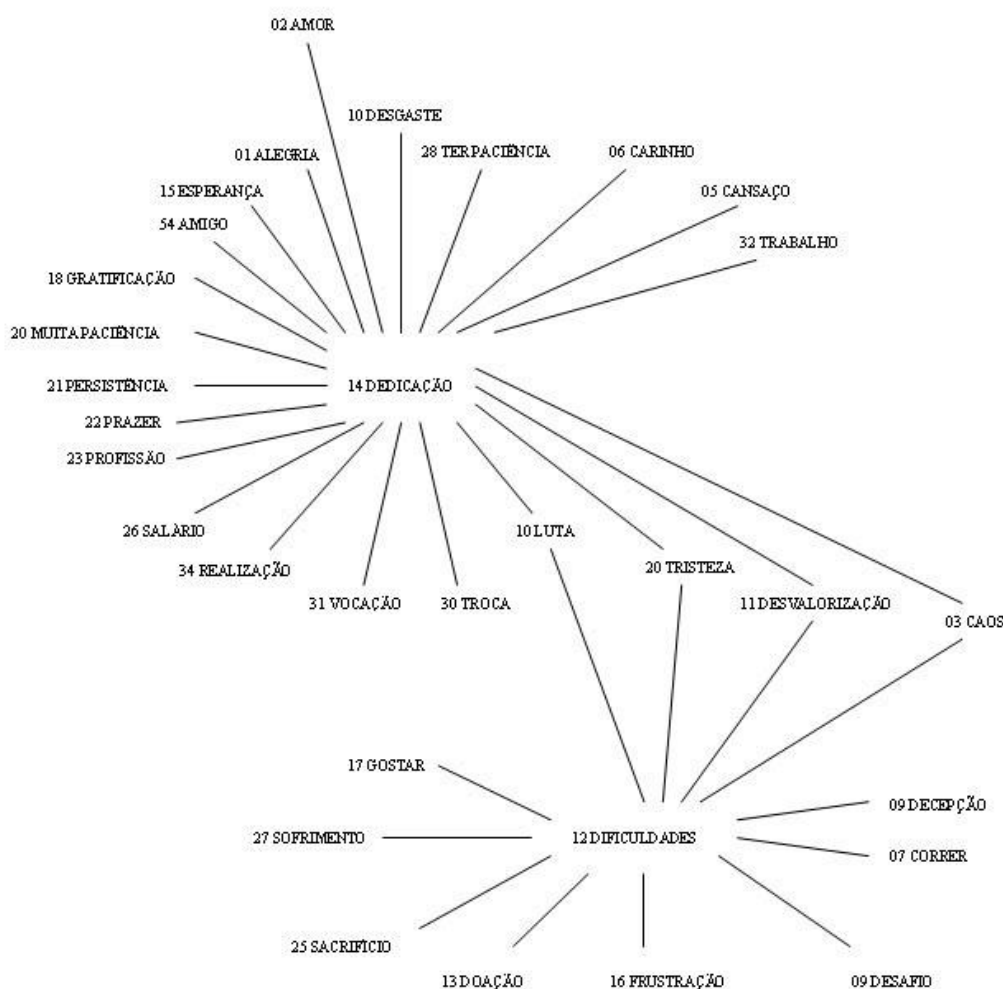 02 AMOR
10 DESGASTE
28 TER PACIÊNCIA
06 CARINHO
01 ALEGRIA
15 ESPERANÇA
05 CANSAÇO
54 AMIGO
32 TRABALHO
18 GRATIFICAÇÃO
20 MUITA PACIÊNCIA
21 PERSISTÊNCIA
14 DEDICAÇÃO
22 PRAZER
23 PROFISSÃO
26 SALÁRIO
10 LUTA
34 REALIZAÇÃO
20 TRISTEZA
31 VOCAÇÃO
30 TROCA
11 DESVALORIZAÇÃO
03 CAOS
17 GOSTAR
09 DECEPÇÃO
27 SOFRIMENTO
12 DIFICULDADES
07 CORRER
25 SACRIFÍCIO
13 DOAÇÃO
16 FRUSTRAÇÃO
09 DESAFIO